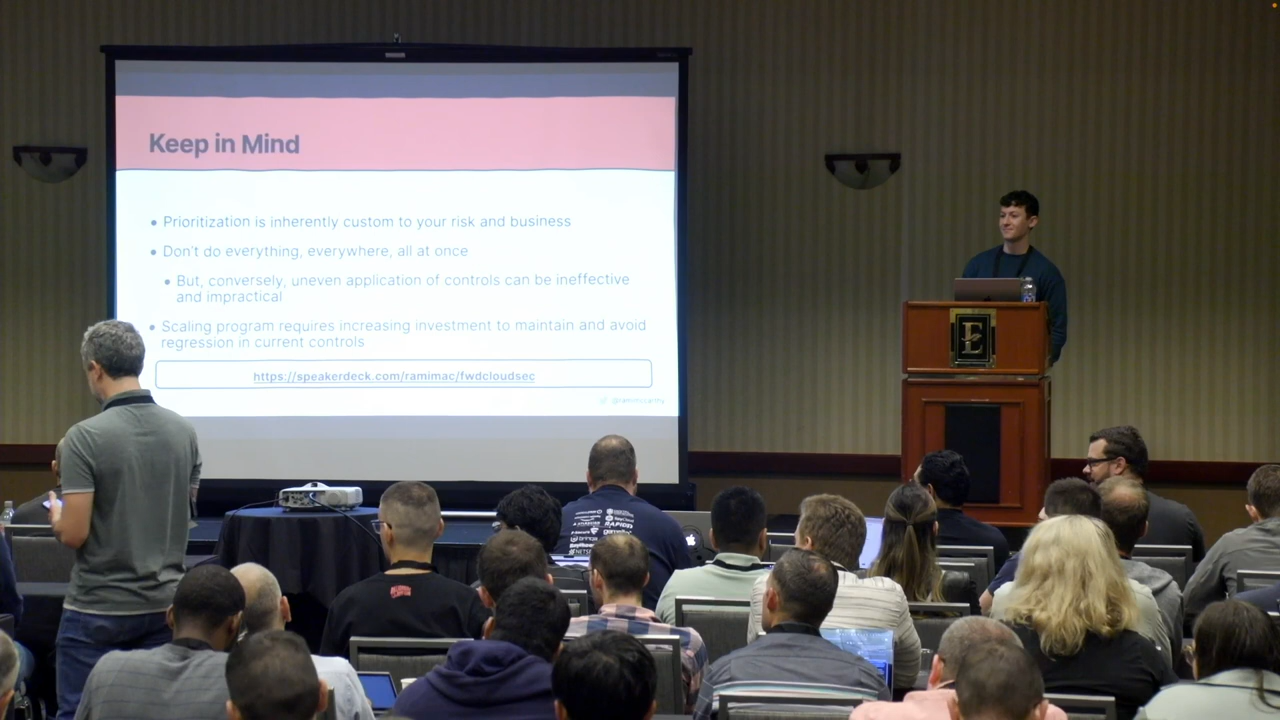 Keep in Mind
• Prioritization is inherently custom to your risk and business
• Don't do everything, everywhere, all at once
• But, conversely, uneven application of controls can be ineffective
and impractical
• Scaling program requires increasing investment to maintain and avoid
regression in current controls
https://speakerdeck.com/ramimac/fwdcloudsec
@ramimccarthy
E